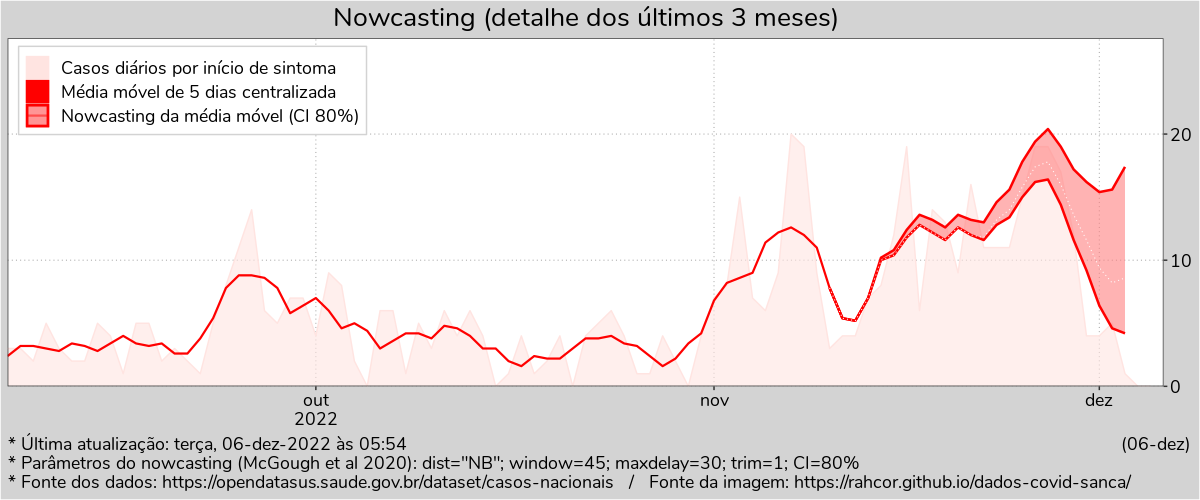 Nowcasting (detalhe dos últimos 3 meses)
Casos diários por início de sintoma
Média móvel de 5 dias centralizada
Nowcasting da média móvel (CI 80%)
20
10
0
out
2022
nov
dez
* Última atualização: terça, 06-dez-2022 às 05:54
(06-dez)
* Parâmetros do nowcasting (McGough et al 2020): dist="NB"; window=45; maxdelay=30; trim=1; CI=80%
* Fonte dos dados: https://opendatasus.saude.gov.br/dataset/casos-nacionais / Fonte da imagem: https://rahcor.github.io/dados-covid-sanca/